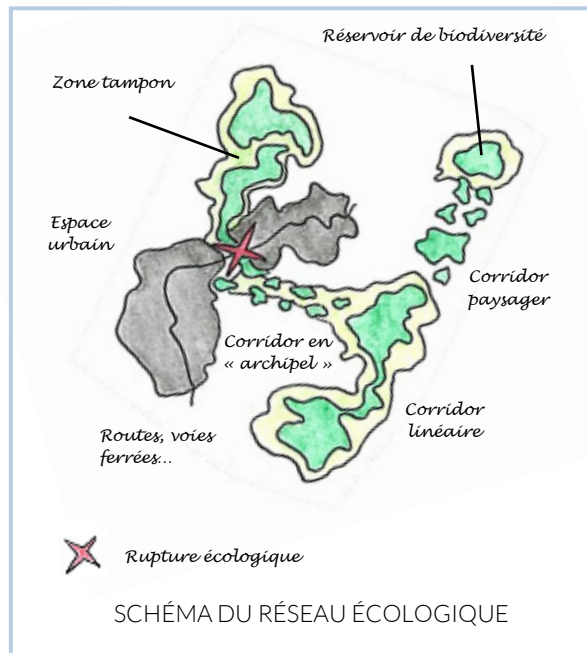 Réservoir de biodiversité
Zone tampon
Espace
urbain
Corridor
paysager
Corridor en
« archipel »
Corridor
linéaire
Routes, voies
ferrées...
Rupture écologique
SCHÉMA DU RÉSEAU ÉCOLOGIQUE